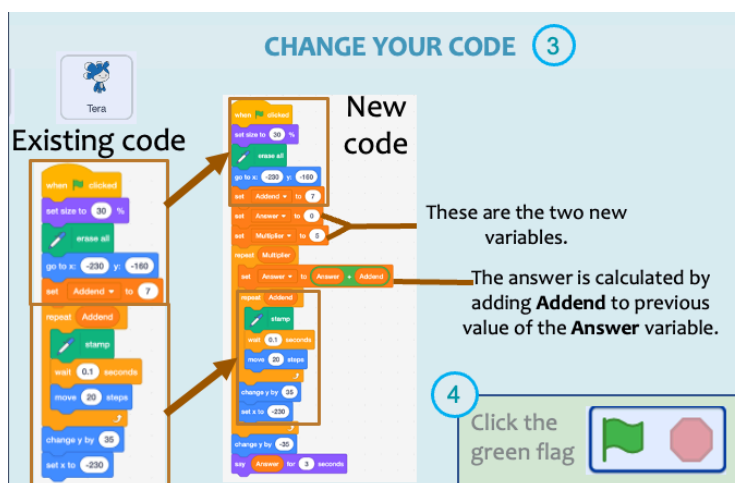 CHANGE YOUR CODE 3
Tera
Existing code
when clicked
set size to 30 %
erase all
go to x: -230 y: -160
set Addend to 7
repeat Addend
stamp
wait 0.1 seconds
move 20 steps
change y by 35
set x to -230
New
code
when clicked
set size to 30 %
erase all
go to x: -230 y: -160
set Addend to 7
set Answer to 0
set Multiplier to 5
repeat Multiplier
set Answer to Answer + Addend
repeat Addend
stamp
wait 0.1 seconds
move 20 steps
change y by 35
set x to -230
change y by -35
say Answer for 3 seconds
These are the two new
variables.
The answer is calculated by
adding Addend to previous
value of the Answer variable.
4
Click the
green flag